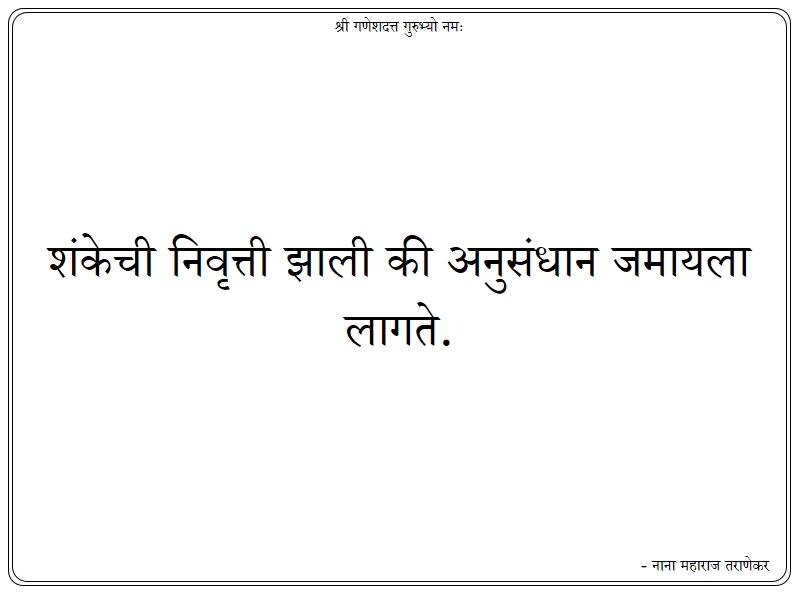 श्री गणेशदत्त गुरुभ्यो नमः
शंकेची निवृत्ती झाली की अनुसंधान जमायला
लागते.
- नाना महाराज तराणेकर